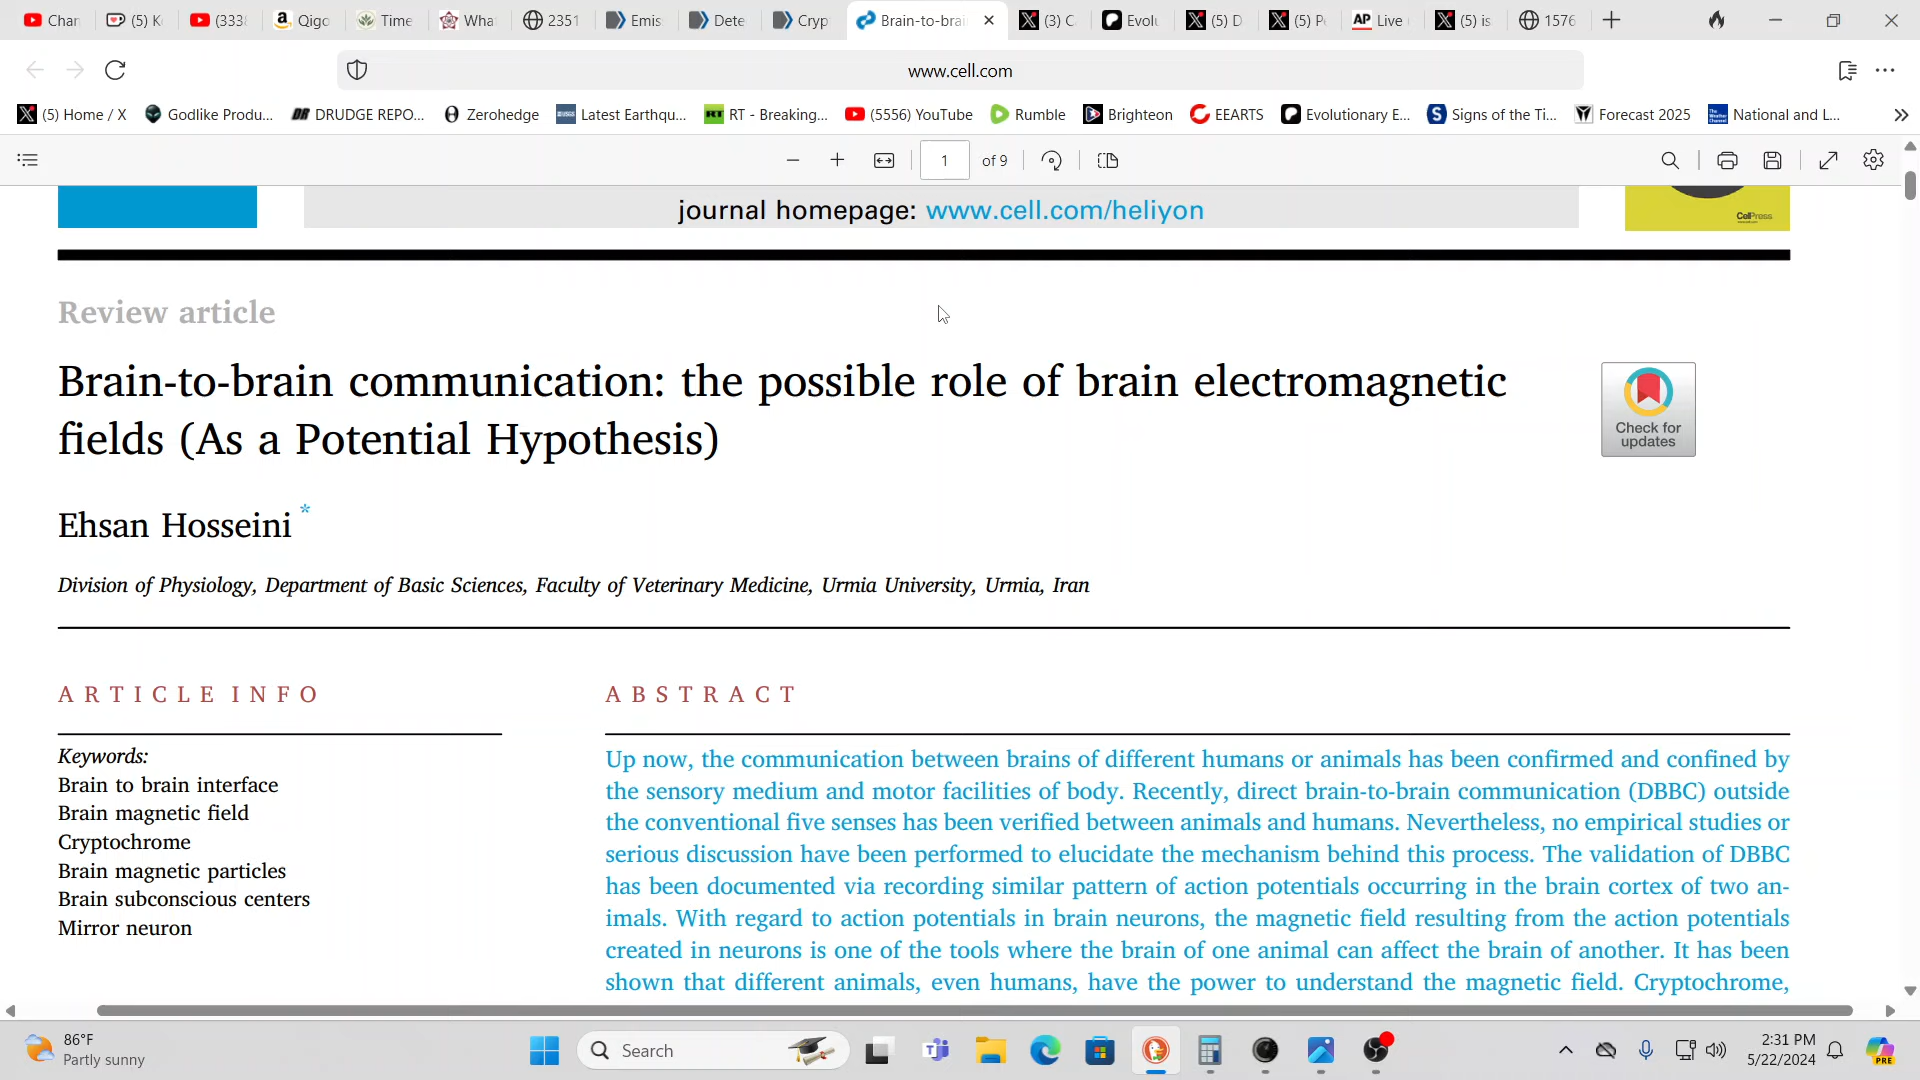 Chan
(5) K
(333
Qigo
Time
Wha
2351
Emis
Dete
Cryp
Brain-to-brai
(3) C
Evolu
(5) D
(5) P
Live
(5) is
1576
www.cell.com
(5) Home / X
Godlike Produ...
DRUDGE REPO...
Zerohedge
Latest Earthqu...
RT - Breaking...
(5556) YouTube
Rumble
Brighteon
EEARTS
Evolutionary E...
Signs of the Ti...
Forecast 2025
National and L...
1 of 9
journal homepage: www.cell.com/heliyon
CellPress
Review article
Brain-to-brain communication: the possible role of brain electromagnetic
fields (As a Potential Hypothesis)
Check for
updates
Ehsan Hosseini *
Division of Physiology, Department of Basic Sciences, Faculty of Veterinary Medicine, Urmia University, Urmia, Iran
ARTICLE INFO
Keywords:
Brain to brain interface
Brain magnetic field
Cryptochrome
Brain magnetic particles
Brain subconscious centers
Mirror neuron
ABSTRACT
Up now, the communication between brains of different humans or animals has been confirmed and confined by
the sensory medium and motor facilities of body. Recently, direct brain-to-brain communication (DBBC) outside
the conventional five senses has been verified between animals and humans. Nevertheless, no empirical studies or
serious discussion have been performed to elucidate the mechanism behind this process. The validation of DBBC
has been documented via recording similar pattern of action potentials occurring in the brain cortex of two an-
imals. With regard to action potentials in brain neurons, the magnetic field resulting from the action potentials
created in neurons is one of the tools where the brain of one animal can affect the brain of another. It has been
shown that different animals, even humans, have the power to understand the magnetic field. Cryptochrome,
86°F
Partly sunny
Search
2:31 PM
5/22/2024
PRE